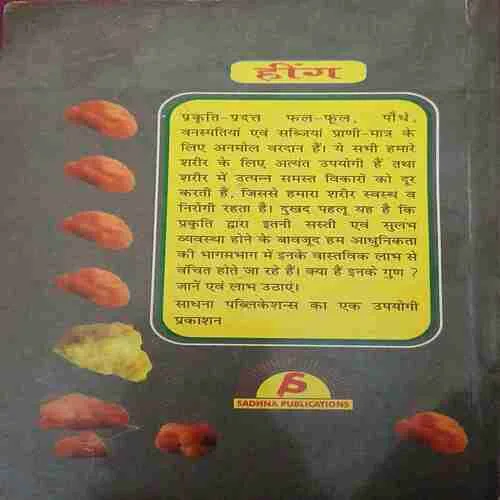 हींग
प्रकृति-प्रदत्त फल-फूल, पौधे,
वनस्पतियां एवं सब्जियां प्राणी-मात्र के
लिए अनमोल वरदान हैं। ये सभी हमारे
शरीर के लिए अत्यंत उपयोगी हैं तथा
शरीर में उत्पन्न समस्त विकारों को दूर
करती हैं, जिससे हमारा शरीर स्वस्थ व
निरोगी रहता है। दुखद पहलू यह है कि
प्रकृति द्वारा इतनी सस्ती एवं सुलभ
व्यवस्था होने के बावजूद हम आधुनिकता
की भागमभाग में इनके वास्तविक लाभ से
वंचित होते जा रहे हैं। क्या हैं इनके गुण ?
जानें एवं लाभ उठाएं।
साधना पब्लिकेशन्स का एक उपयोगी
प्रकाशन
SADHNA PUBLICATIONS